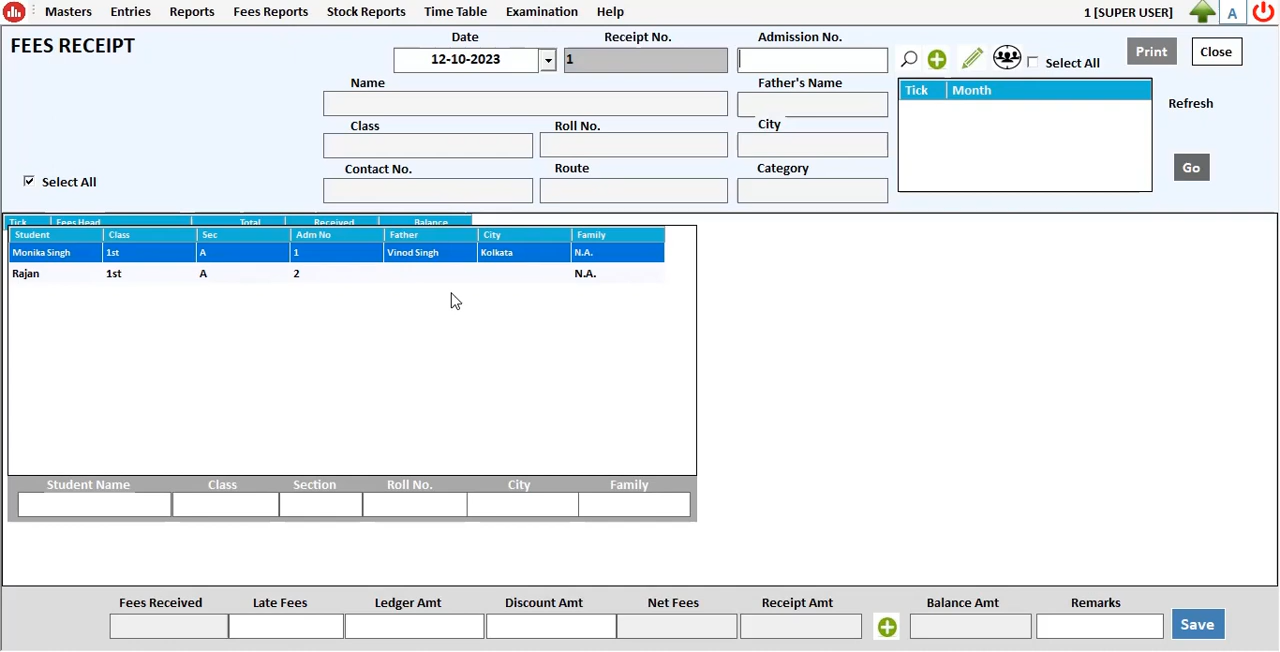 Masters Entries Reports Fees Reports Stock Reports Time Table Examination Help 1 [SUPER USER] A
FEES RECEIPT
Date Receipt No. Admission No.
12-10-2023 1 Select All Print Close
Name Father's Name Tick Month
Refresh
Class Roll No. City
Contact No. Route Category Go
Select All
Tick Fees Head Total Received Balance
Student Class Sec Adm No Father City Family
Monika Singh 1st A 1 Vinod Singh Kolkata N.A.
Rajan 1st A 2 N.A.
Student Name Class Section Roll No. City Family
Fees Received Late Fees Ledger Amt Discount Amt Net Fees Receipt Amt Balance Amt Remarks
Save